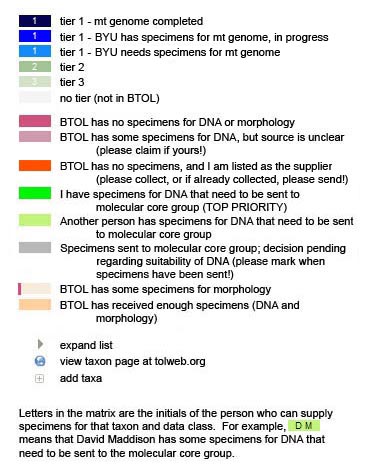 1 tier 1 - mt genome completed
1 tier 1 - BYU has specimens for mt genome, in progress
1 tier 1 - BYU needs specimens for mt genome
2 tier 2
3 tier 3
no tier (not in BTOL)
BTOL has no specimens for DNA or morphology
BTOL has some specimens for DNA, but source is unclear
(please claim if yours!)
BTOL has no specimens, and I am listed as the supplier
(please collect, or if already collected, please send!)
I have specimens for DNA that need to be sent to
molecular core group (TOP PRIORITY)
Another person has specimens for DNA that need to be sent
to molecular core group
Specimens sent to molecular core group; decision pending
regarding suitability of DNA (please mark when
specimens have been sent!)
BTOL has some specimens for morphology
BTOL has received enough specimens (DNA and
morphology)
expand list
view taxon page at tolweb.org
add taxa
Letters in the matrix are the initials of the person who can supply
specimens for that taxon and data class. For example, D M
means that David Maddison has some specimens for DNA that
need to be sent to the molecular core group.